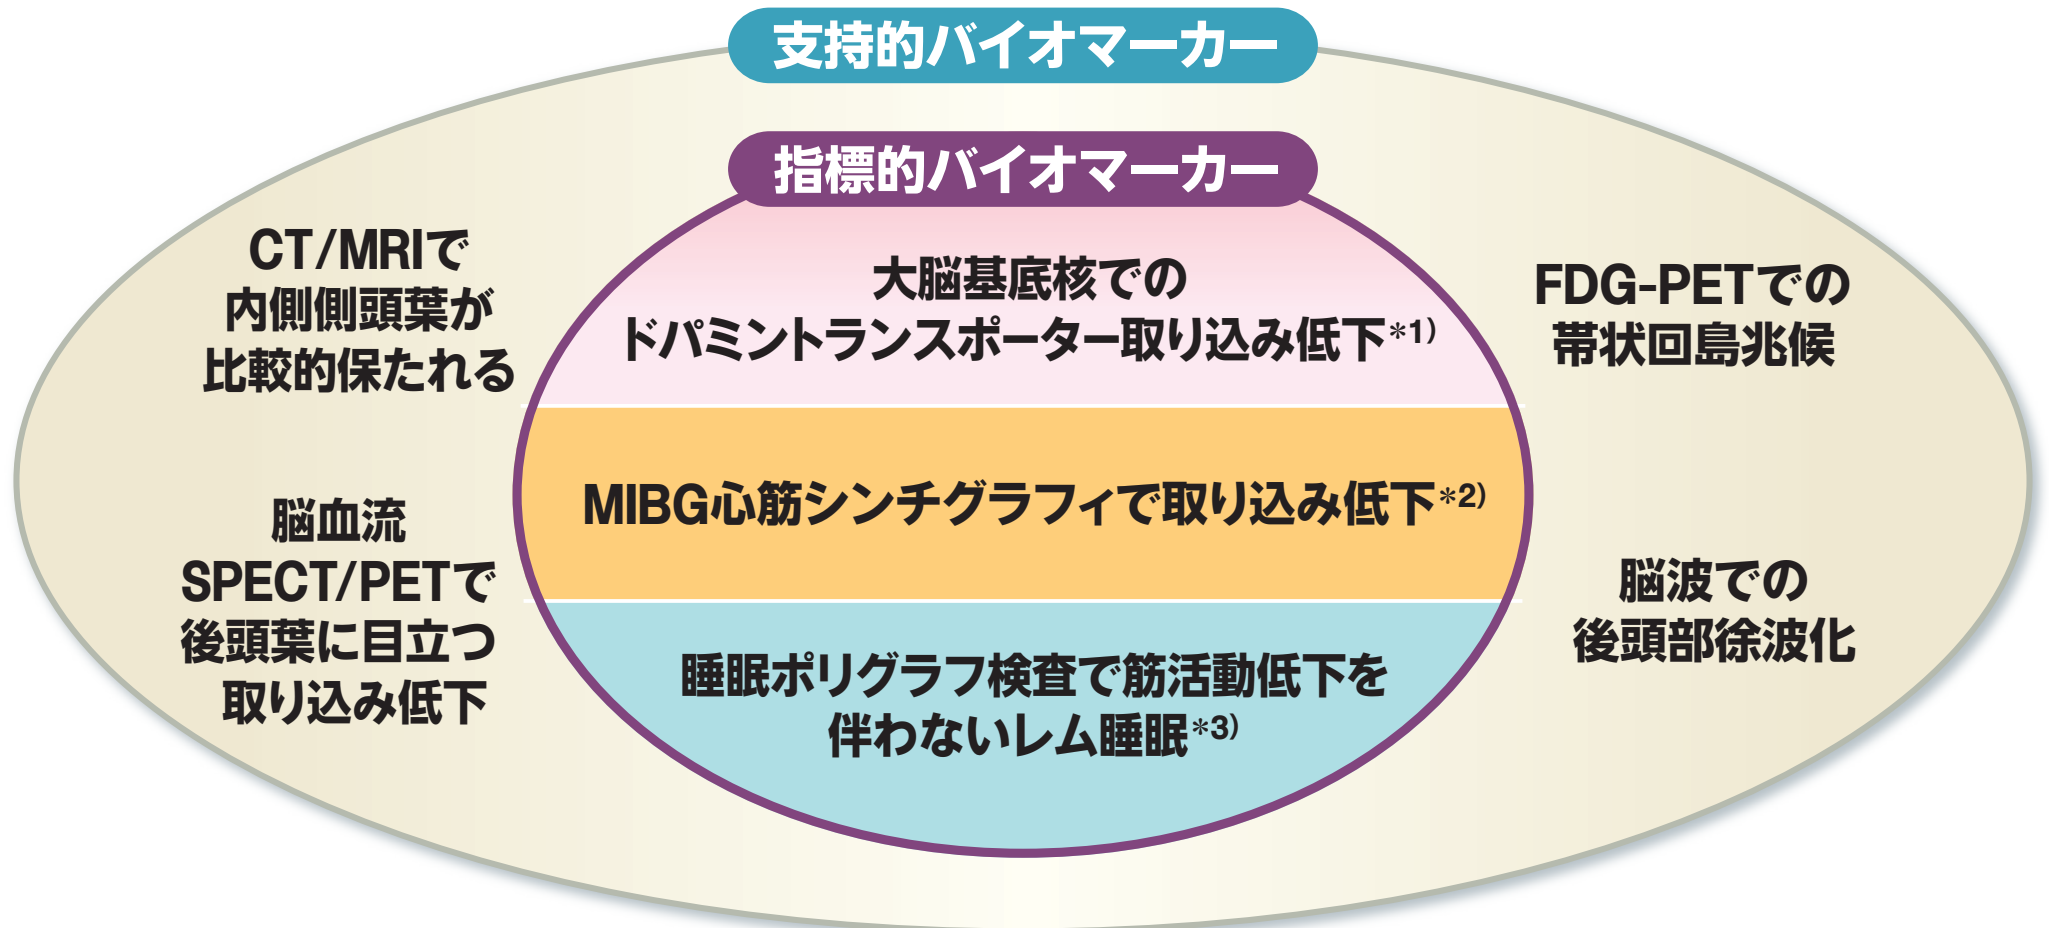 支持的バイオマーカー
指標的バイオマーカー
CT/MRIで
内側側頭葉が
比較的保たれる
脳血流
SPECT/PETで
後頭葉に目立つ
取り込み低下
大脳基底核での
ドパミントランスポーター取り込み低下*1)
MIBG心筋シンチグラフィで取り込み低下*2)
睡眠ポリグラフ検査で筋活動低下を
伴わないレム睡眠*3)
FDG-PETでの
帯状回島兆候
脳波での
後頭部徐波化